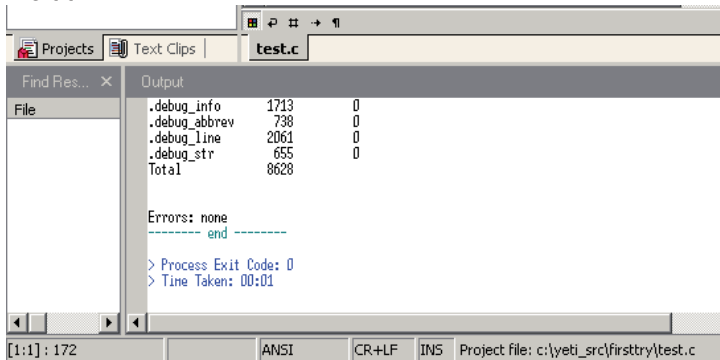 Projects Text Clips test.c
Find Res... Output
File
.debug_info 1713 0
.debug_abbrev 738 0
.debug_line 2061 0
.debug_str 655 0
Total 8628
Errors: none
-------- end --------
> Process Exit Code: 0
> Time Taken: 00:01
[1:1] : 172 ANSI CR+LF INS Project file: c:\yeti_src\firsttry\test.c